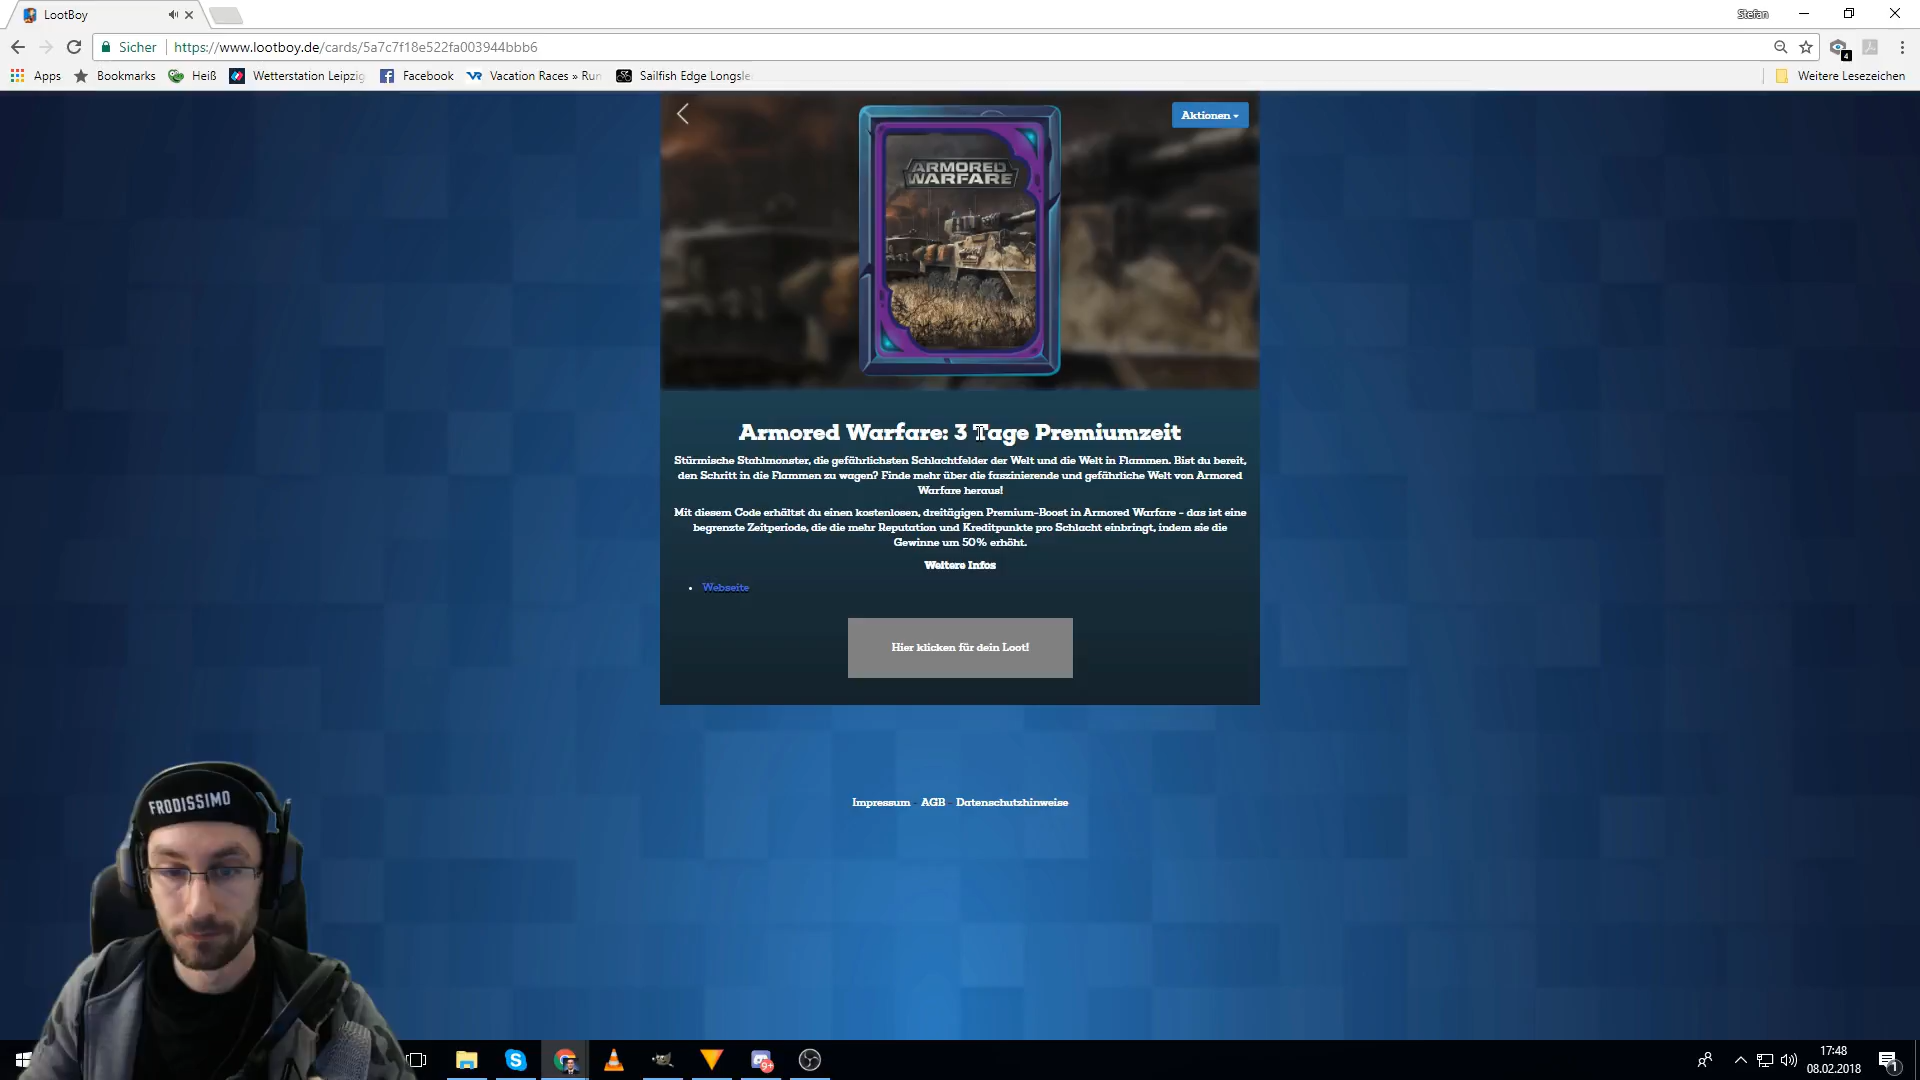 LootBoy
Stefan
Sicher
https://www.lootboy.de/cards/5a7c7f18e522fa003944bbb6
4
Apps
Bookmarks
Heiß
Wetterstation Leipzig
Facebook
Vacation Races » Run
Sailfish Edge Longsle
Weitere Lesezeichen
Aktionen
ARMORED
WARFARE
Armored Warfare: 3 Tage Premiumzeit
Stürmische Stahlmonster, die gefährlichsten Schlachtfelder der Welt und die Welt in Flammen. Bist du bereit,
den Schritt in die Flammen zu wagen? Finde mehr über die faszinierende und gefährliche Welt von Armored
Warfare heraus!
Mit diesem Code erhältst du einen kostenlosen, dreitägigen Premium-Boost in Armored Warfare - das ist eine
begrenzte Zeitperiode, die die mehr Reputation und Kreditpunkte pro Schlacht einbringt, indem sie die
Gewinne um 50% erhöht.
Weitere Infos
• Webseite
Hier klicken für dein Loot!
Impressum - AGB - Datenschutzhinweise
FRODISSIMO
9+
17:48
08.02.2018
1